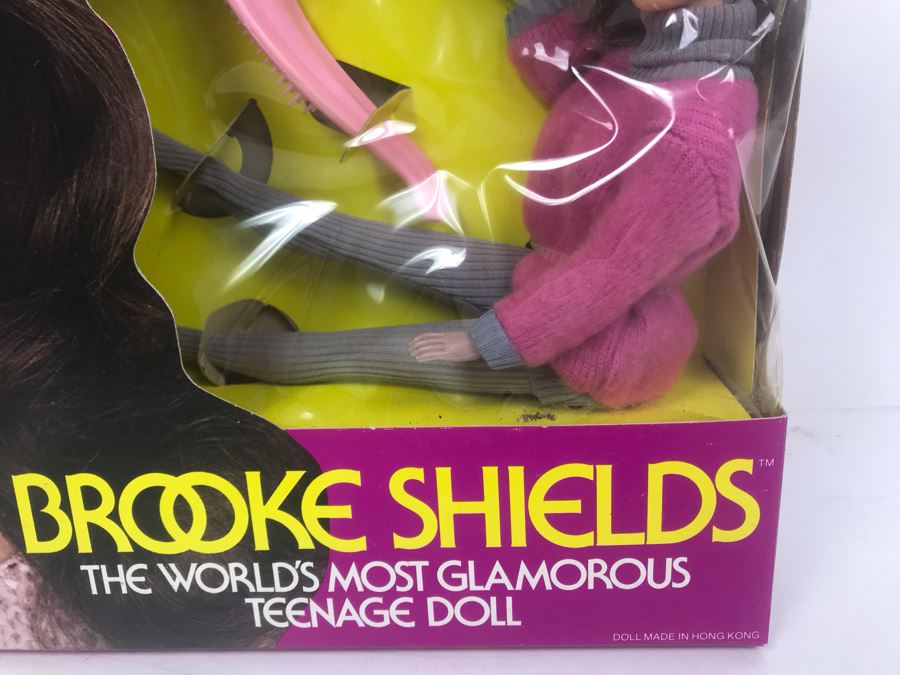 BROOKE SHIELDS™
THE WORLD'S MOST GLAMOROUS
TEENAGE DOLL
DOLL MADE IN HONG KONG